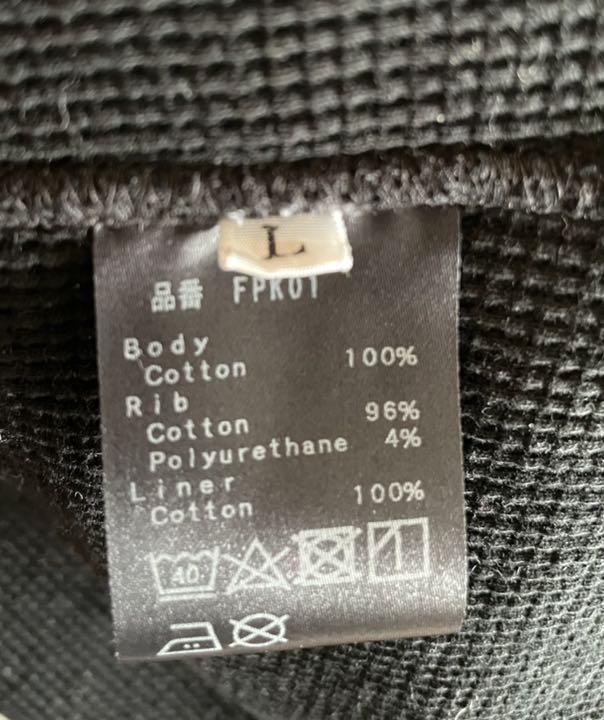 L
品番 FPK01
Body
Cotton 100%
Rib
Cotton 96%
Polyurethane 4%
Liner
Cotton 100%
40